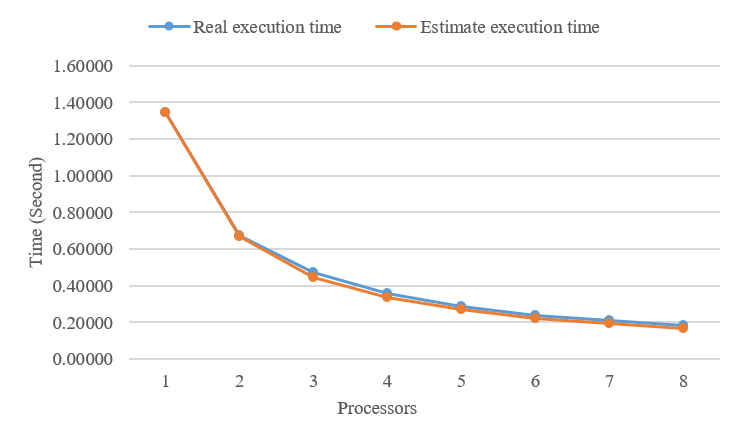 Real execution time Estimate execution time
1.60000
1.40000
1.20000
1.00000
0.80000
0.60000
0.40000
0.20000
0.00000
Time (Second)
1 2 3 4 5 6 7 8
Processors